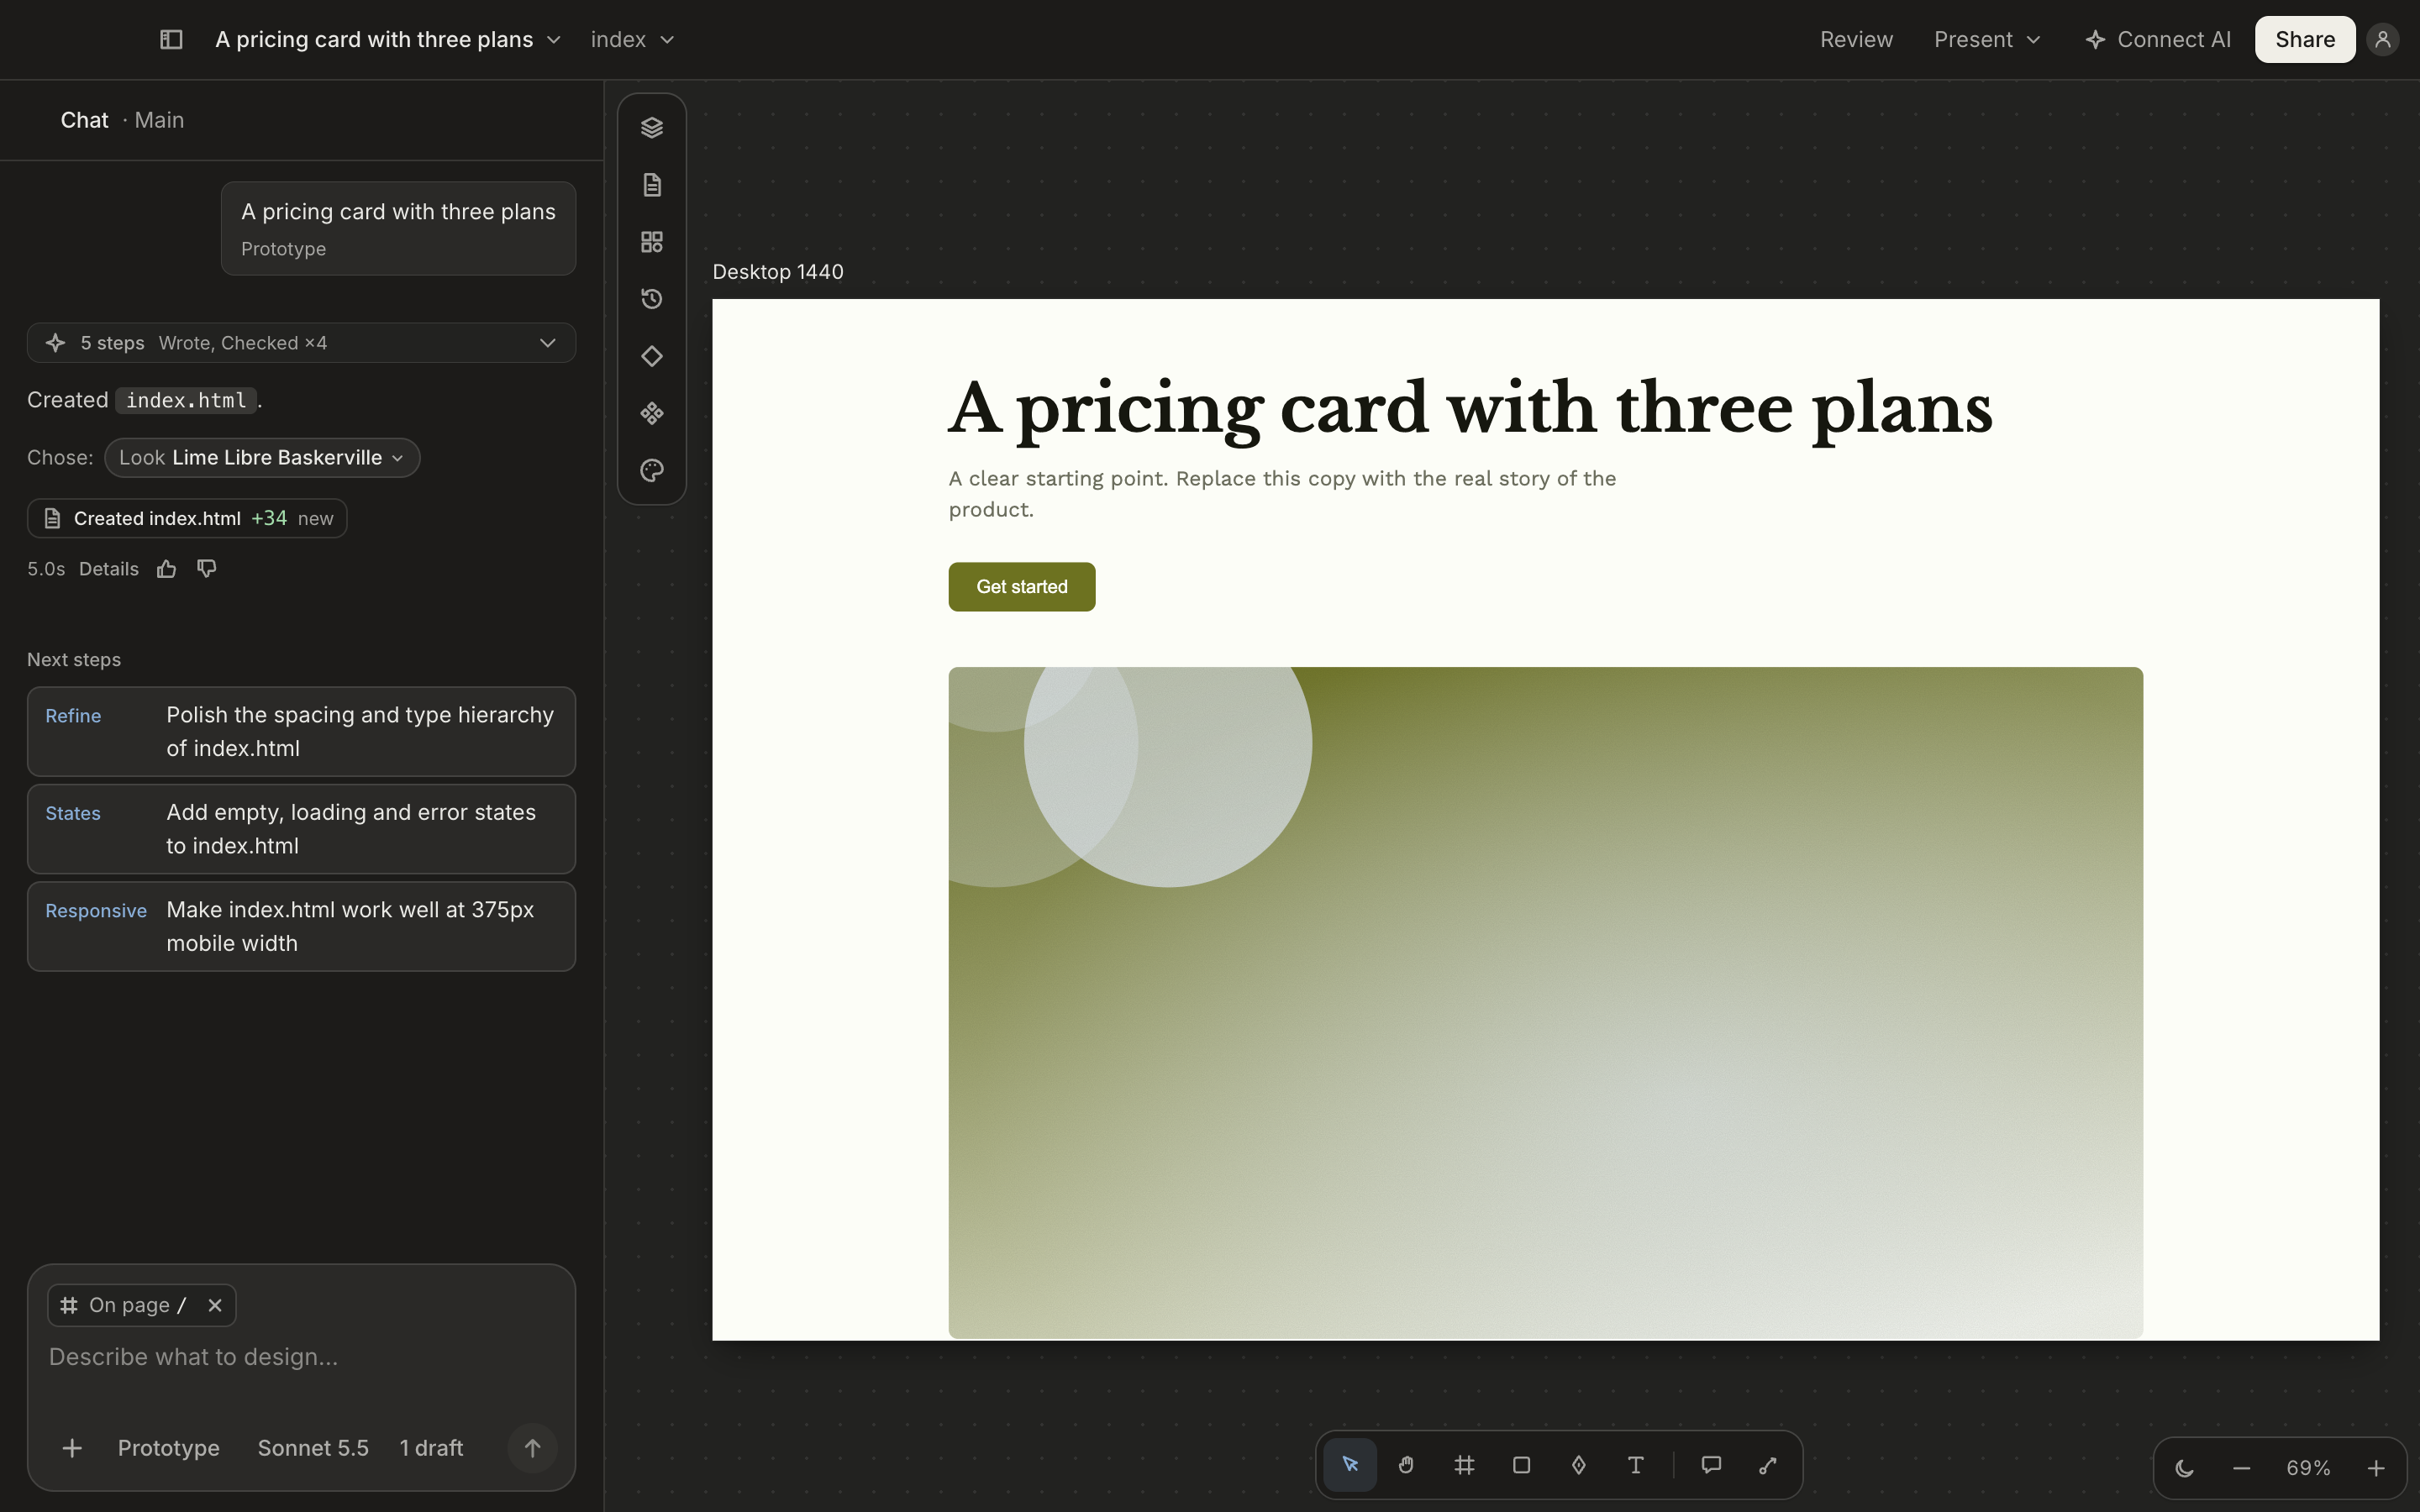 A pricing card with three plans
index
Review
Present
Connect AI
Share
Chat · Main
A pricing card with three plans
Prototype
5 steps Wrote, Checked ×4
Created index.html.
Chose: Look Lime Libre Baskerville
Created index.html +34 new
5.0s Details
Next steps
Refine Polish the spacing and type hierarchy
of index.html
States Add empty, loading and error states
to index.html
Responsive Make index.html work well at 375px
mobile width
On page /
Describe what to design...
Prototype Sonnet 5.5 1 draft
Desktop 1440
A pricing card with three plans
A clear starting point. Replace this copy with the real story of the
product.
Get started
69%